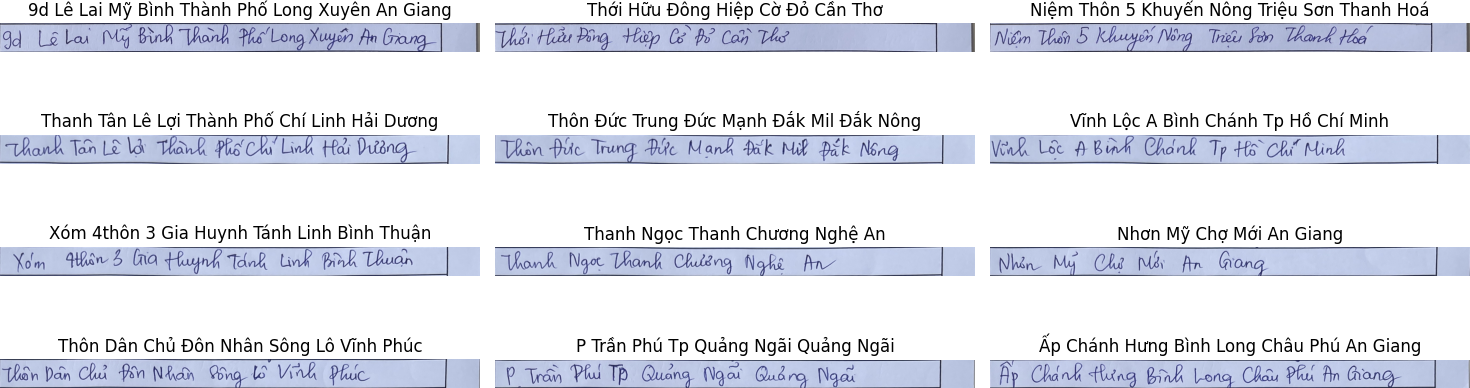 9d Lê Lai Mỹ Bình Thành Phố Long Xuyên An Giang
9d Lê Lai Mỹ Bình Thành Phố Long Xuyên An Giang
Thới Hữu Đông Hiệp Cờ Đỏ Cần Thơ
Thới Hữu Đông Hiệp Cờ Đỏ Cần Thơ
Niệm Thôn 5 Khuyến Nông Triệu Sơn Thanh Hoá
Niệm Thôn 5 Khuyến Nông Triệu Sơn Thanh Hoá
Thanh Tân Lê Lợi Thành Phố Chí Linh Hải Dương
Thanh Tân Lê Lợi Thành Phố Chí Linh Hải Dương
Thôn Đức Trung Đức Mạnh Đắk Mil Đắk Nông
Thôn Đức Trung Đức Mạnh Đắk Mil Đắk Nông
Vĩnh Lộc A Bình Chánh Tp Hồ Chí Minh
Vĩnh Lộc A Bình Chánh Tp Hồ Chí Minh
Xóm 4thôn 3 Gia Huynh Tánh Linh Bình Thuận
Xóm 4thôn 3 Gia Huynh Tánh Linh Bình Thuận
Thanh Ngọc Thanh Chương Nghệ An
Thanh Ngọc Thanh Chương Nghệ An
Nhơn Mỹ Chợ Mới An Giang
Nhơn Mỹ Chợ Mới An Giang
Thôn Dân Chủ Đôn Nhân Sông Lô Vĩnh Phúc
Thôn Dân Chủ Đôn Nhân Sông Lô Vĩnh Phúc
P Trần Phú Tp Quảng Ngãi Quảng Ngãi
P Trần Phú Tp Quảng Ngãi Quảng Ngãi
Ấp Chánh Hưng Bình Long Châu Phú An Giang
Ấp Chánh Hưng Bình Long Châu Phú An Giang